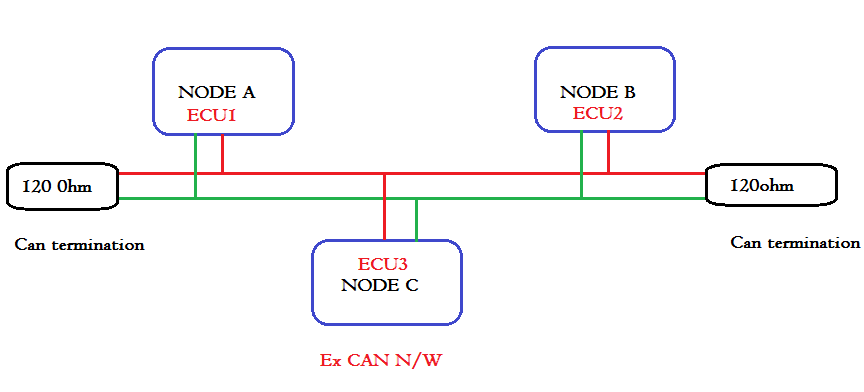 NODE A
ECU1
NODE B
ECU2
120 0hm
120ohm
Can termination
Can termination
ECU3
NODE C
Ex CAN N/W